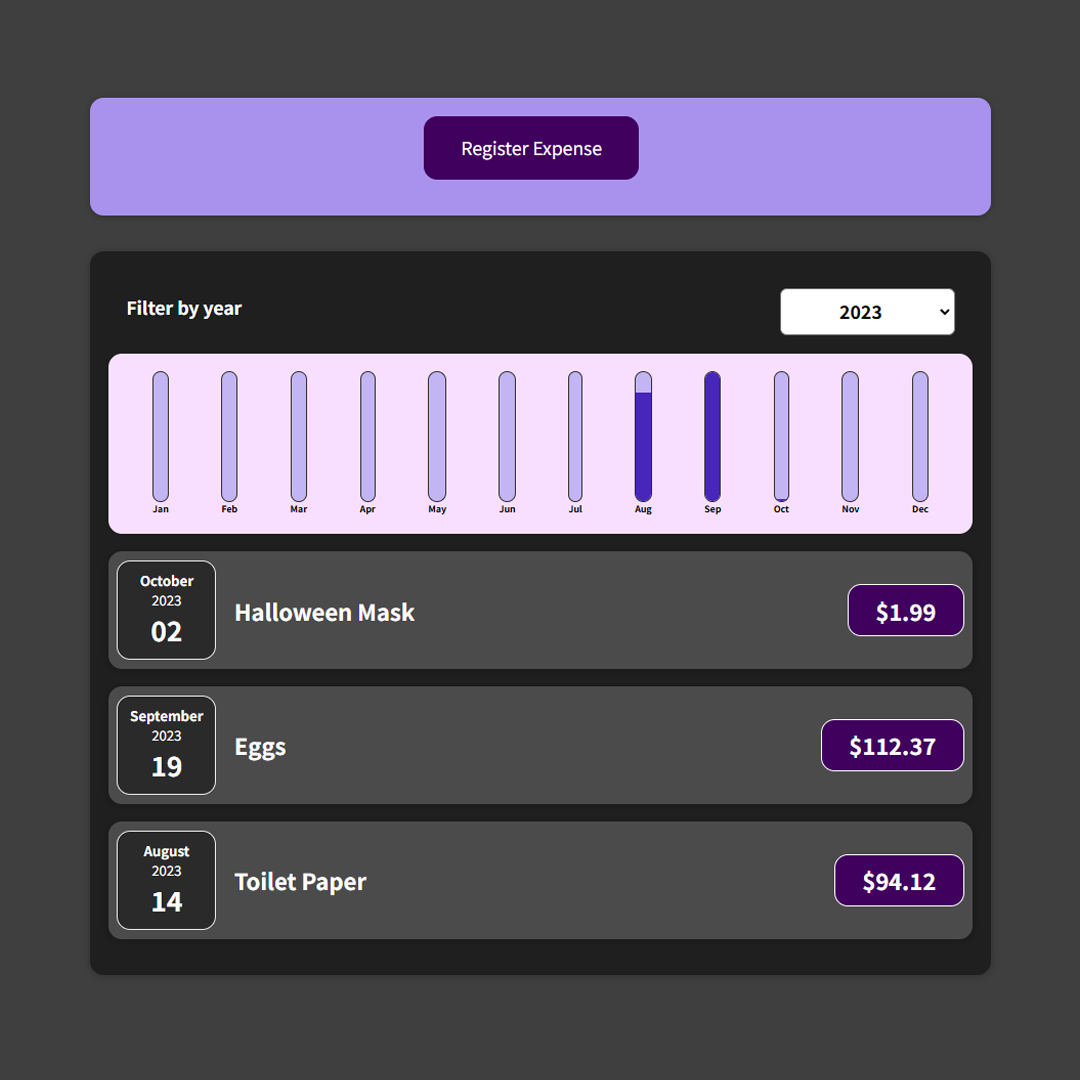 Register Expense
Filter by year
2023
Jan Feb Mar Apr May Jun Jul Aug Sep Oct Nov Dec
October
2023
02
Halloween Mask
$1.99
September
2023
19
Eggs
$112.37
August
2023
14
Toilet Paper
$94.12